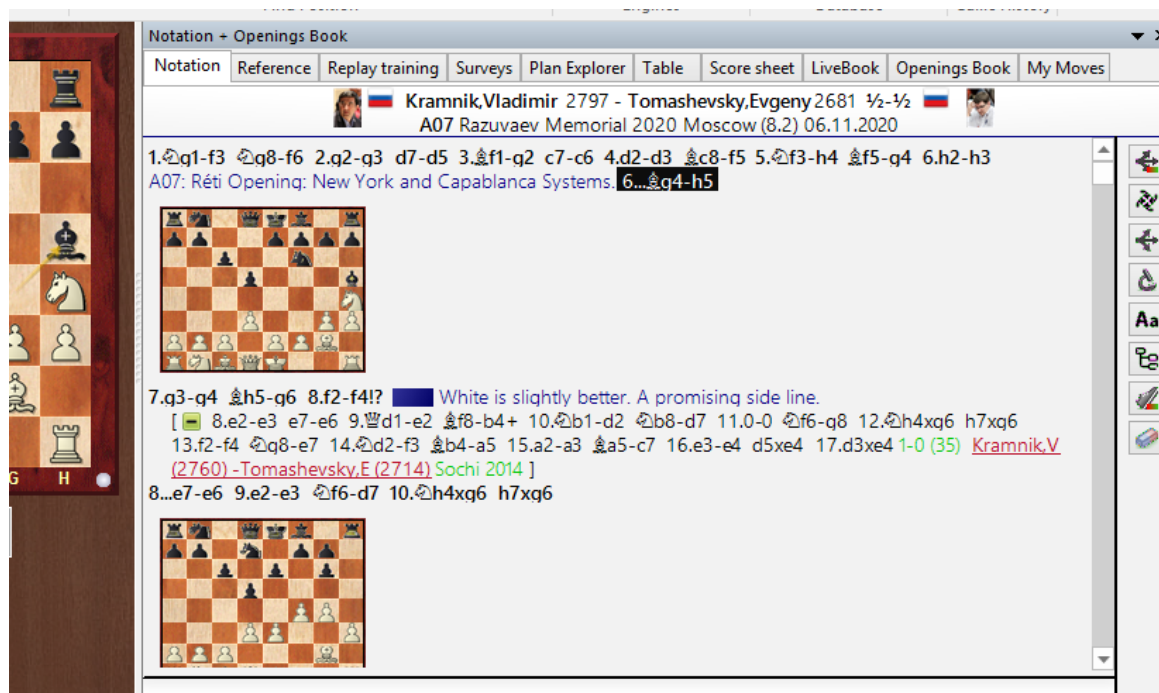 Notation + Openings Book
Notation Reference Replay training Surveys Plan Explorer Table Score sheet LiveBook Openings Book My Moves
Kramnik,Vladimir 2797 - Tomashevsky,Evgeny 2681 ½-½
A07 Razuvaev Memorial 2020 Moscow (8.2) 06.11.2020
1.♘g1-f3 ♘g8-f6 2.g2-g3 d7-d5 3.♗f1-g2 c7-c6 4.d2-d3 ♗c8-f5 5.♘f3-h4 ♗f5-g4 6.h2-h3
A07: Réti Opening: New York and Capablanca Systems. 6...♗g4-h5
7.g3-g4 ♗h5-g6 8.f2-f4!? White is slightly better. A promising side line.
[ 8.e2-e3 e7-e6 9.♕d1-e2 ♗f8-b4+ 10.♘b1-d2 ♘b8-d7 11.0-0 ♘f6-g8 12.♘h4xg6 h7xg6
13.f2-f4 ♘g8-e7 14.♘d2-f3 ♗b4-a5 15.a2-a3 ♗a5-c7 16.e3-e4 d5xe4 17.d3xe4 1-0 (35) Kramnik,V
(2760) -Tomashevsky,E (2714) Sochi 2014 ]
8...e7-e6 9.e2-e3 ♘f6-d7 10.♘h4xg6 h7xg6
G H
Aa